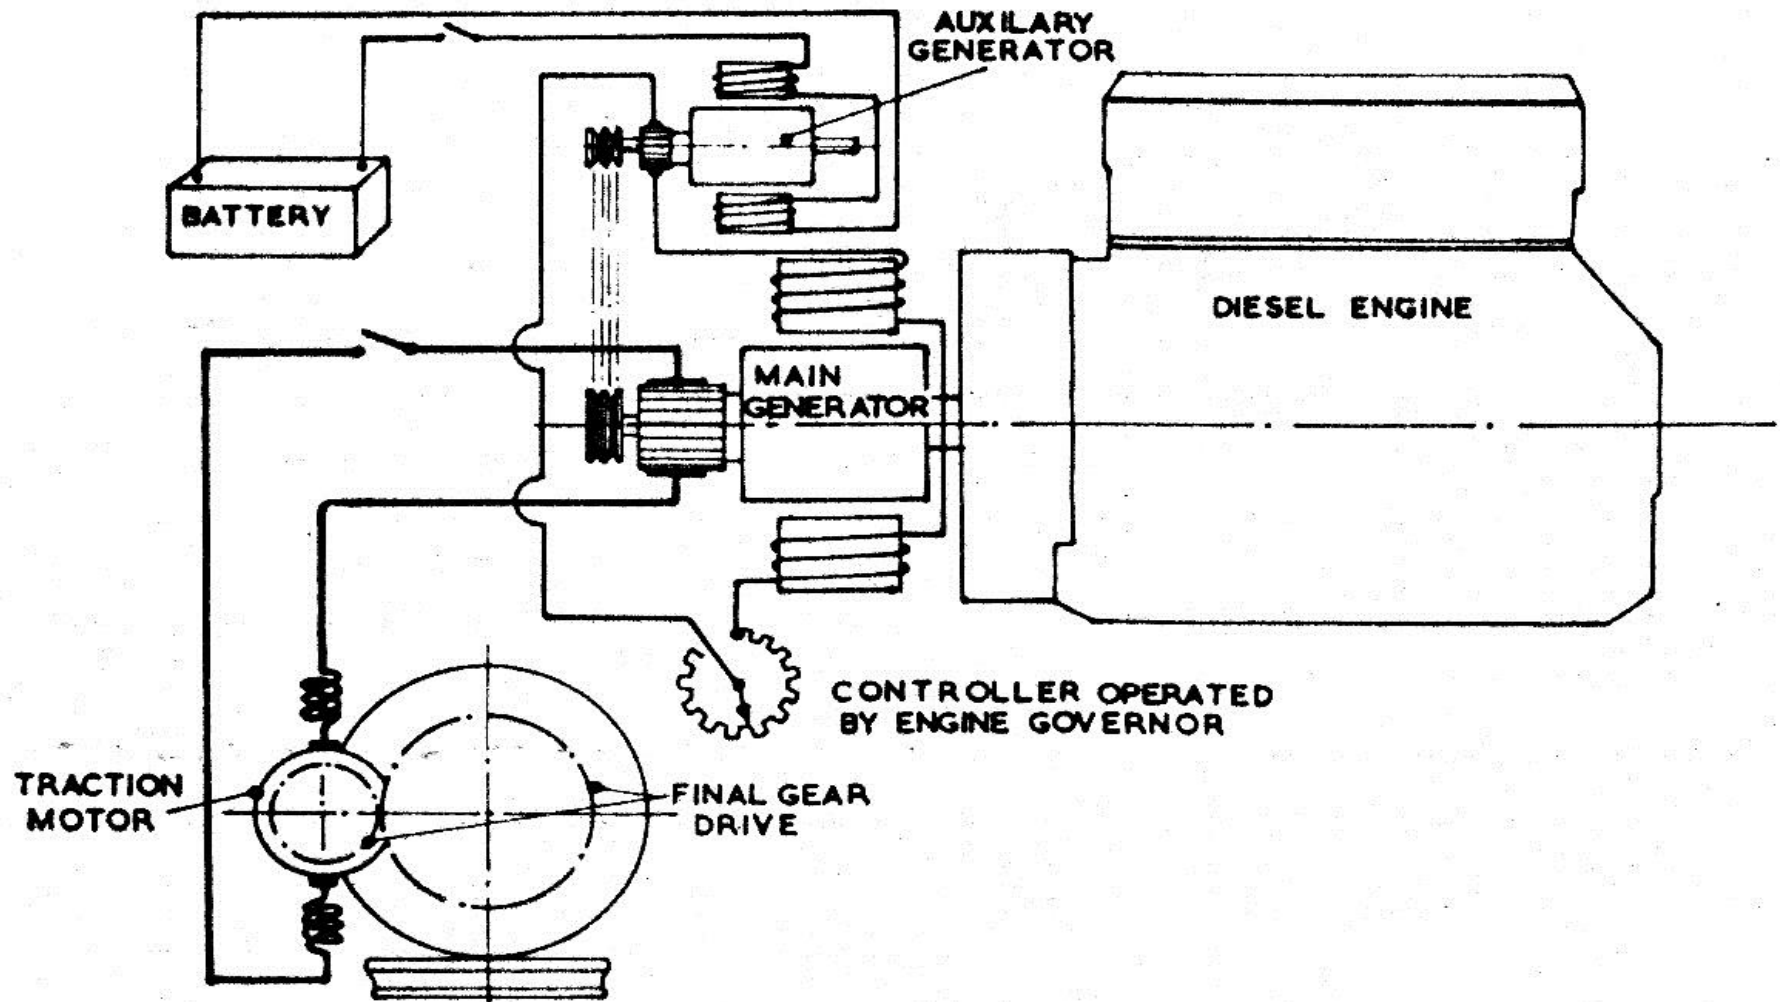 AUXILARY
GENERATOR
BATTERY
DIESEL ENGINE
MAIN
GENERATOR
CONTROLLER OPERATED
BY ENGINE GOVERNOR
TRACTION
MOTOR
FINAL GEAR
DRIVE